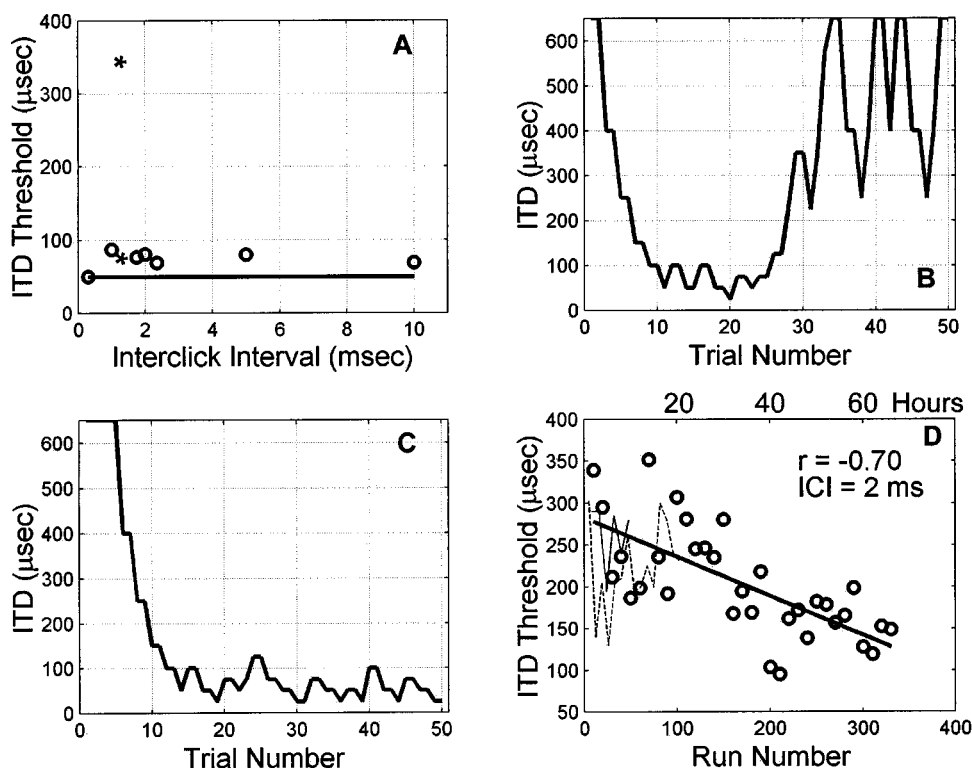 400
300
200
100
0
ITD Threshold (μsec)
A
0 2 4 6 8 10
Interclick Interval (msec)
600
500
400
300
200
100
0
ITD (μsec)
B
0 10 20 30 40 50
Trial Number
600
500
400
300
200
100
0
ITD (μsec)
C
0 10 20 30 40 50
Trial Number
20 40 60 Hours
400
350
300
250
200
150
100
50
ITD Threshold (μsec)
D
r = -0.70
ICI = 2 ms
0 100 200 300 400
Run Number